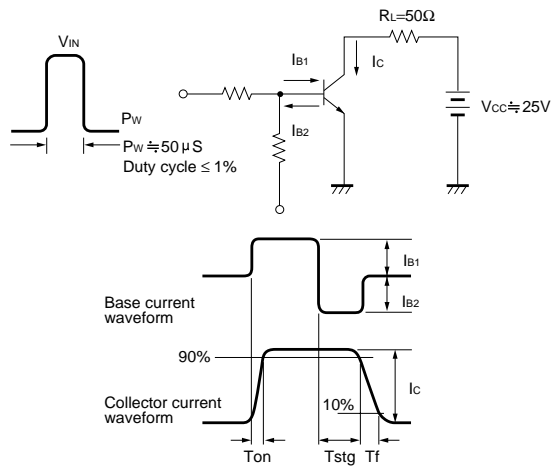 RL=50Ω
VIN
IB1
IC
PW
VCC≒25V
IB2
PW≒50μS
Duty cycle ≤ 1%
IB1
Base current
waveform
IB2
90%
Collector current
waveform
10%
IC
Ton
Tstg
Tf